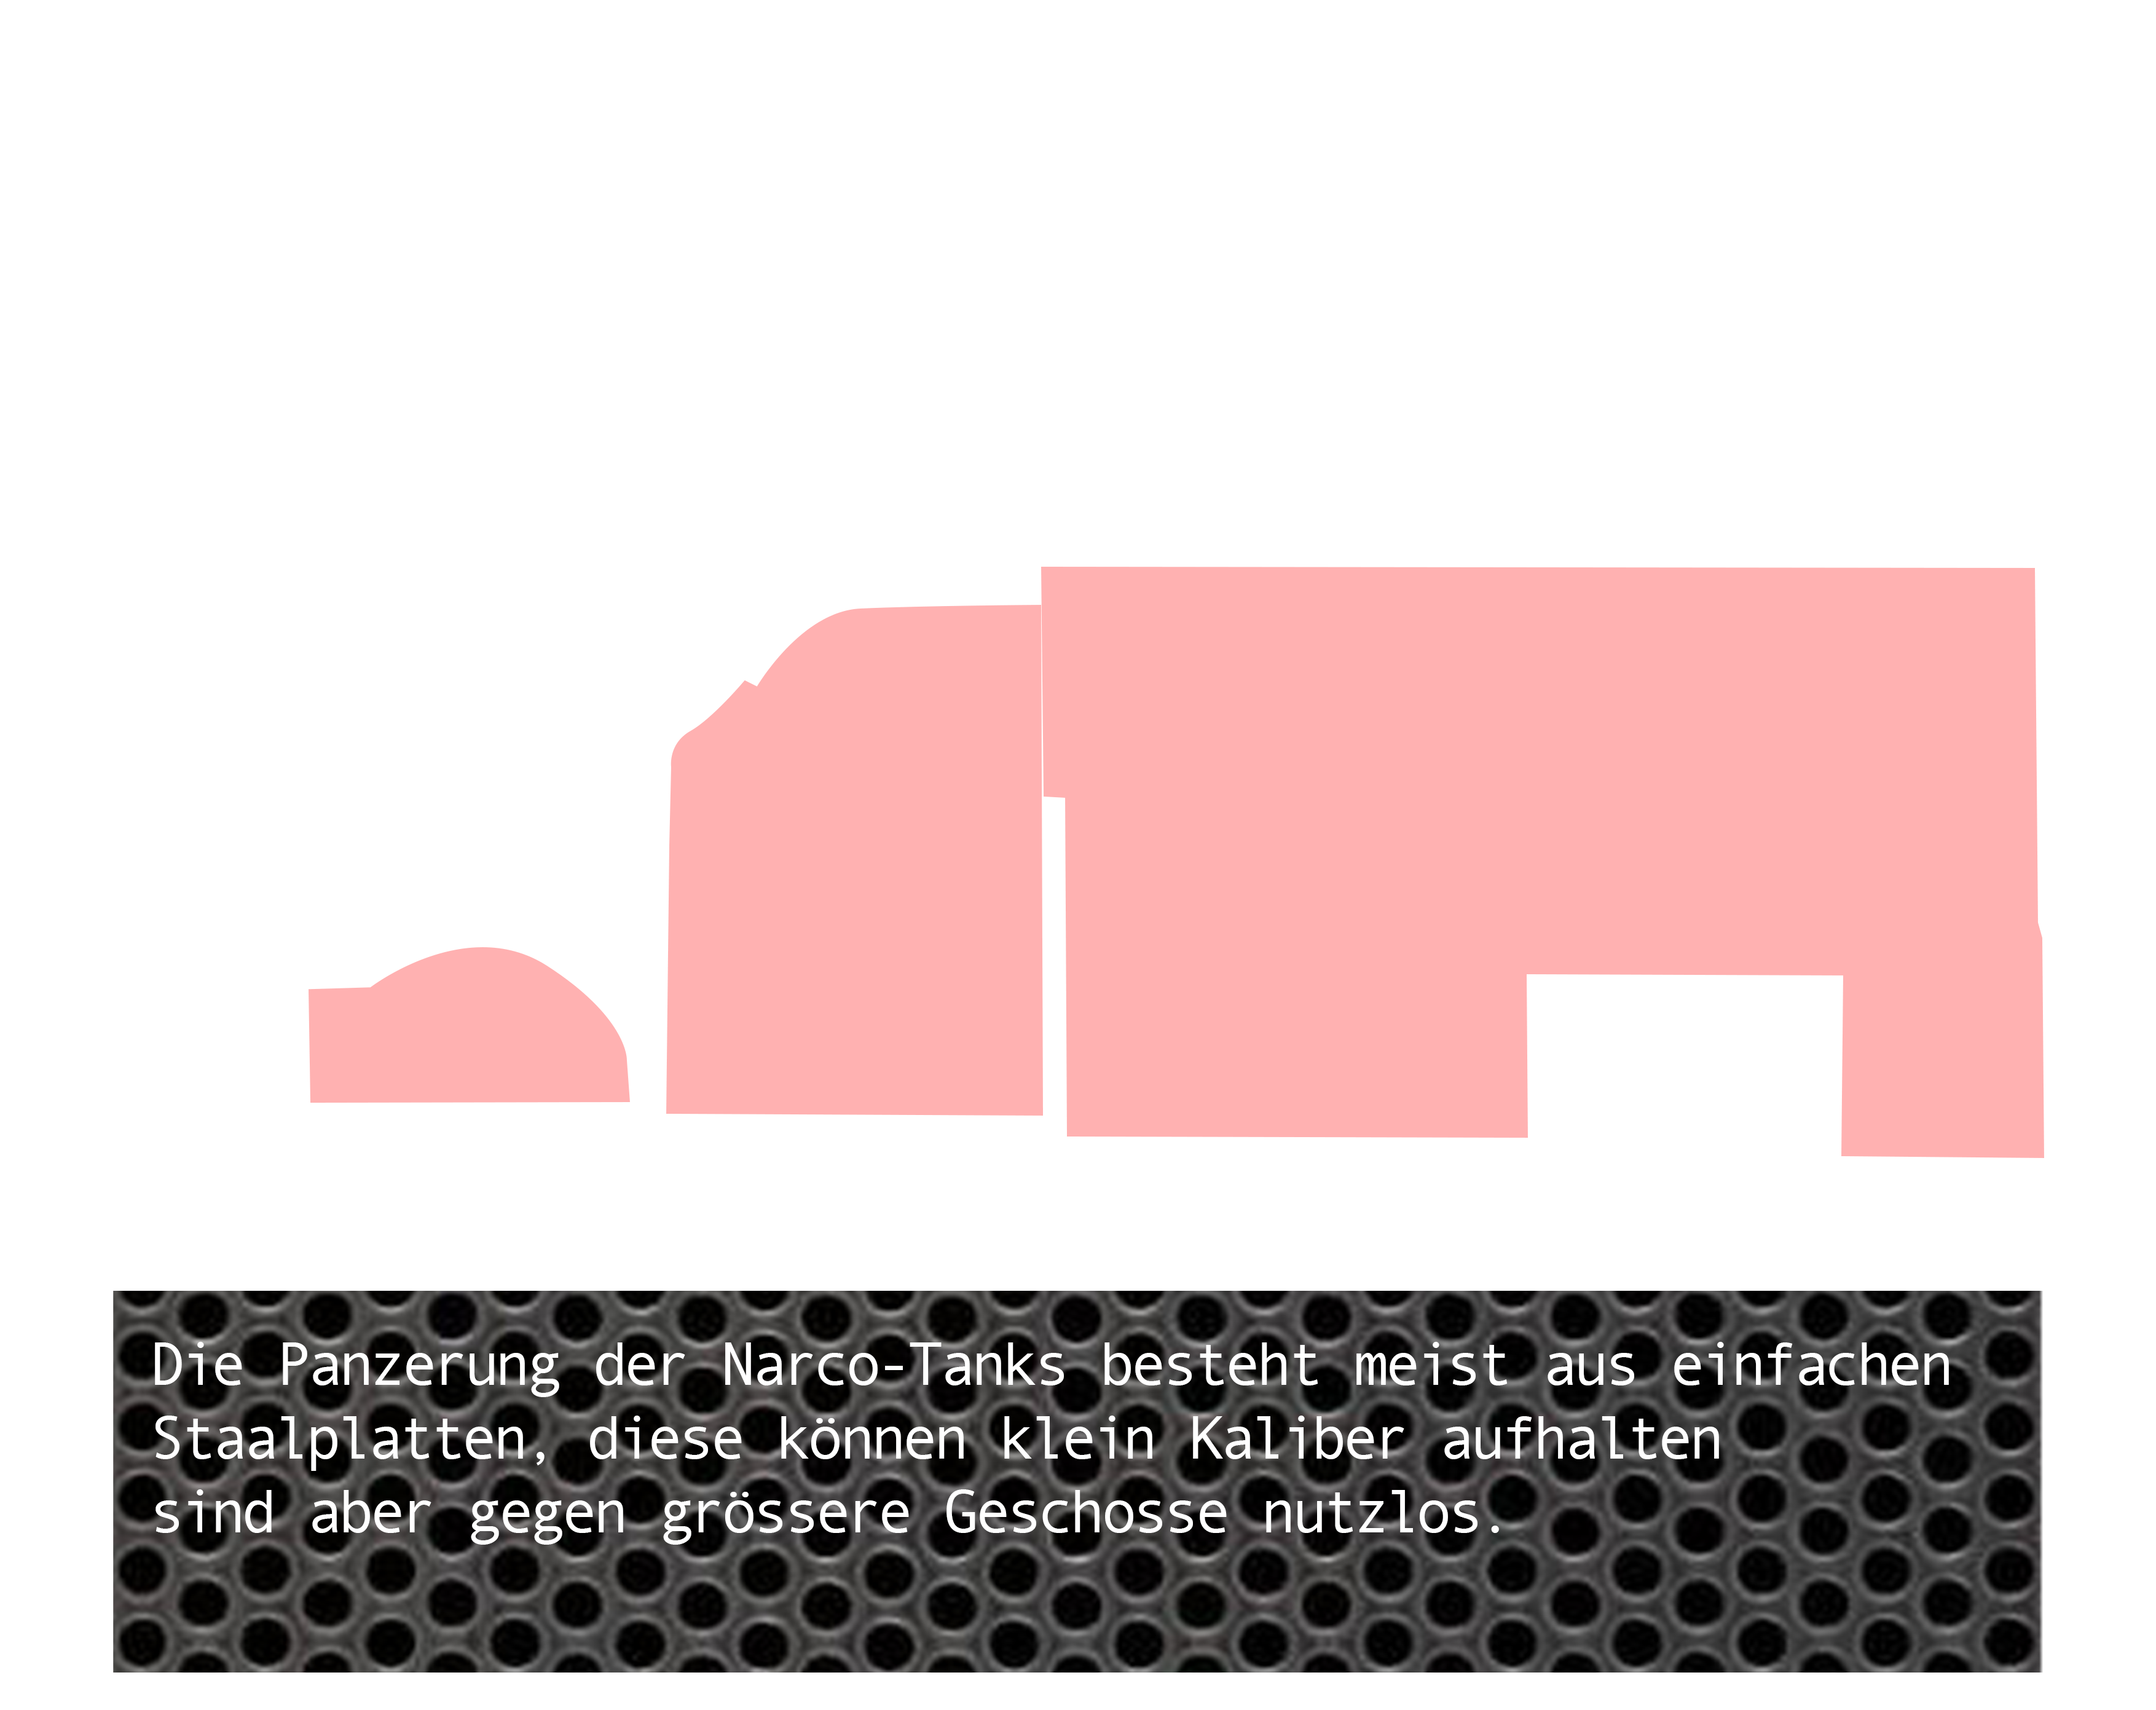 Die Panzerung der Narco-Tanks besteht meist aus einfachen
Staalplatten, diese können klein Kaliber aufhalten
sind aber gegen grössere Geschosse nutzlos.